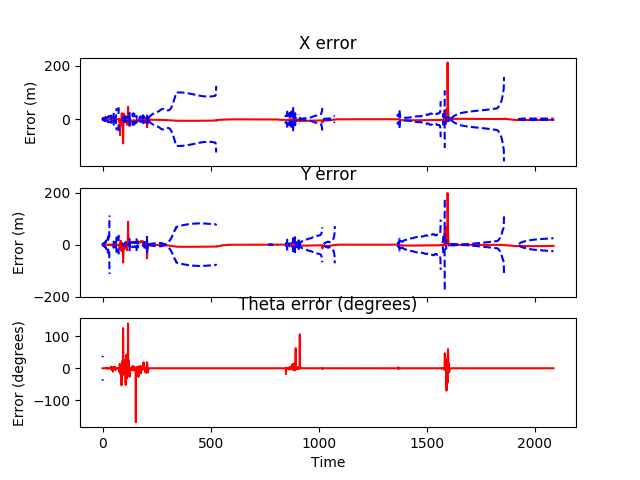 X error
200
0
Error (m)
Y error
200
0
−200
Error (m)
Theta error (degrees)
100
0
−100
Error (degrees)
0 500 1000 1500 2000
Time